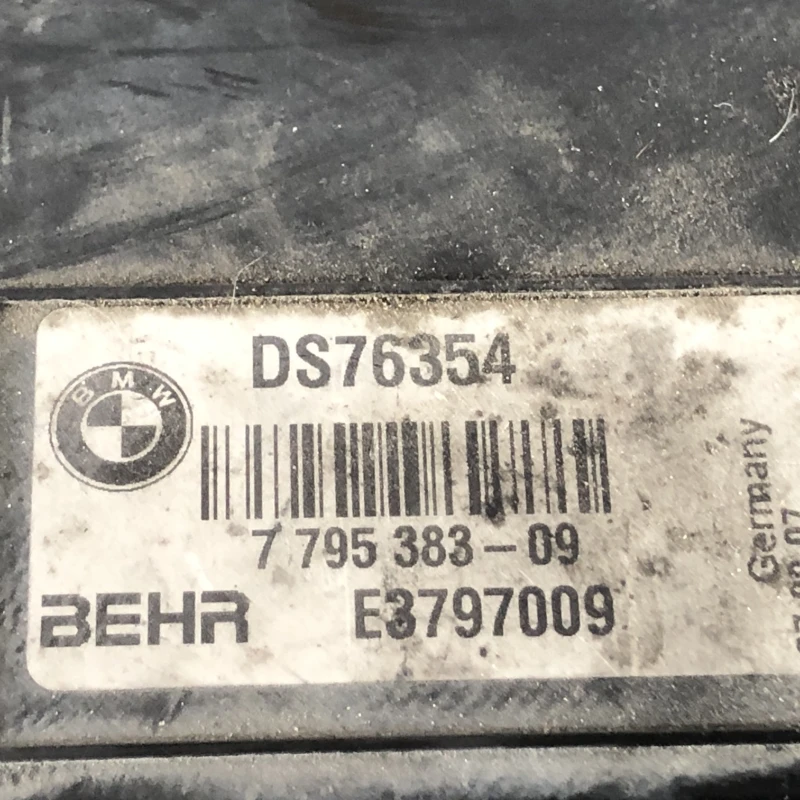 DS76354
BMW
7 795 383-09
BEHR E3797009
Germany